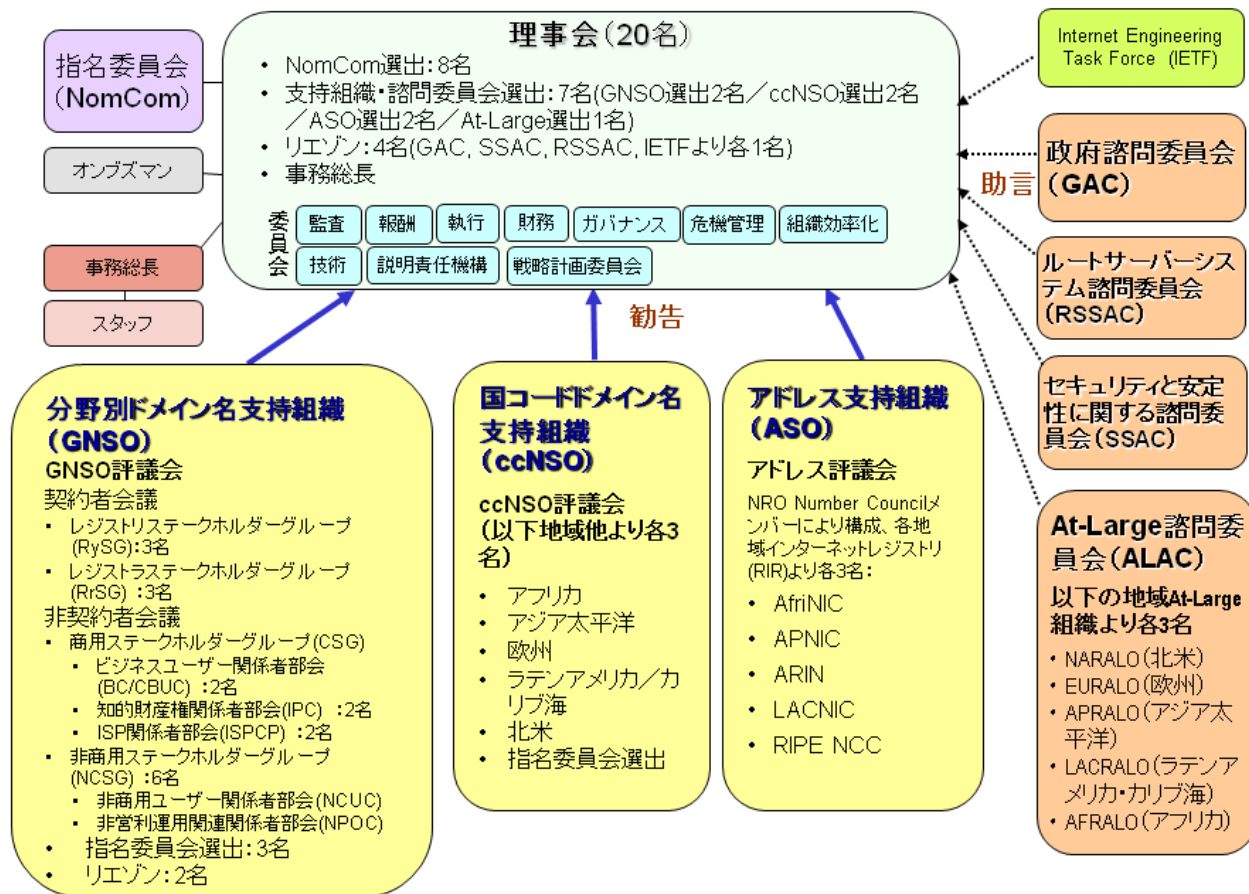 理事会(20名)
• NomCom選出:8名
• 支持組織・諮問委員会選出:7名(GNSO選出2名/ccNSO選出2名
/ASO選出2名/At-Large選出1名)
• リエゾン:4名(GAC, SSAC, RSSAC, IETFより各1名)
• 事務総長
委員会
監査 報酬 執行 財務 ガバナンス 危機管理 組織効率化
技術 説明責任機構 戦略計画委員会
指名委員会
(NomCom)
オンブズマン
事務総長
スタッフ
Internet Engineering
Task Force (IETF)
助言
政府諮問委員会
(GAC)
ルートサーバーシス
テム諮問委員会
(RSSAC)
セキュリティと安定
性に関する諮問委
員会(SSAC)
At-Large諮問委
員会(ALAC)
以下の地域At-Large
組織より各3名
• NARALO(北米)
• EURALO(欧州)
• APRALO(アジア太
平洋)
• LACRALO(ラテンア
メリカ・カリブ海)
• AFRALO(アフリカ)
勧告
分野別ドメイン名支持組織
(GNSO)
GNSO評議会
契約者会議
• レジストリステークホルダーグループ
(RySG):3名
• レジストラステークホルダーグループ
(RrSG) :3名
非契約者会議
• 商用ステークホルダーグループ(CSG)
• ビジネスユーザー関係者部会
(BC/CBUC) :2名
• 知的財産権関係者部会(IPC) :2名
• ISP関係者部会(ISPCP) :2名
• 非商用ステークホルダーグループ
(NCSG) :6名
• 非商用ユーザー関係者部会(NCUC)
• 非営利運用関連関係者部会(NPOC)
• 指名委員会選出:3名
• リエゾン:2名
国コードドメイン名
支持組織
(ccNSO)
ccNSO評議会
(以下地域他より各3
名)
• アフリカ
• アジア太平洋
• 欧州
• ラテンアメリカ/カ
リブ海
• 北米
• 指名委員会選出
アドレス支持組織
(ASO)
アドレス評議会
NRO Number Councilメ
ンバーにより構成、各地
域インターネットレジストリ
(RIR)より各3名:
• AfriNIC
• APNIC
• ARIN
• LACNIC
• RIPE NCC